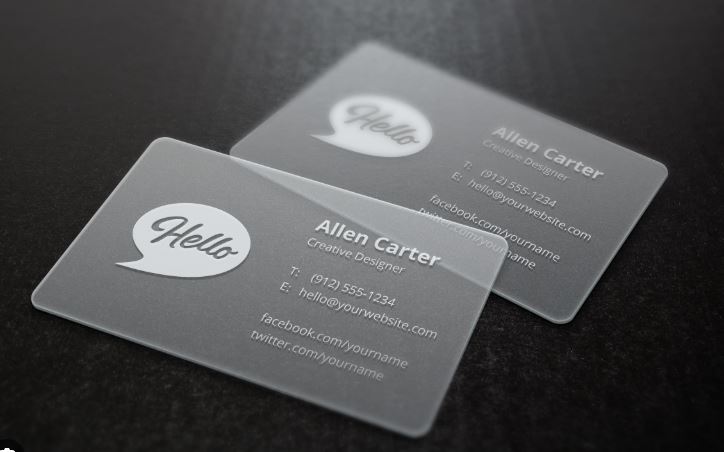 Hello
Allen Carter
Creative Designer
T: (912) 555-1234
E: hello@yourwebsite.com
facebook.com/yourname
twitter.com/yourname
Hello
Allen Carter
Creative Designer
T: (912) 555-1234
E: hello@yourwebsite.com
facebook.com/yourname
twitter.com/yourname